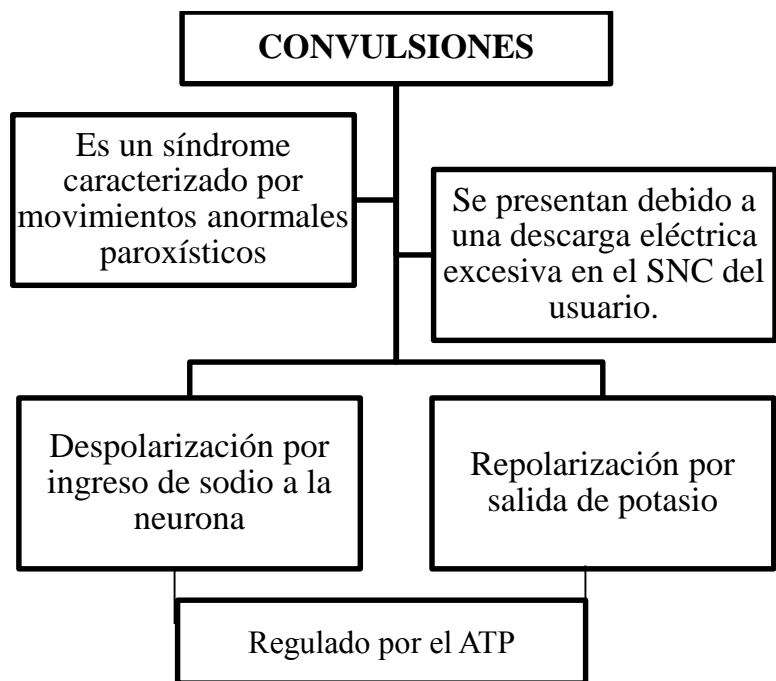 CONVULSIONES
Es un síndrome
caracterizado por
movimientos anormales
paroxísticos
Se presentan debido a
una descarga eléctrica
excesiva en el SNC del
usuario.
Despolarización por
ingreso de sodio a la
neurona
Repolarización por
salida de potasio
Regulado por el ATP